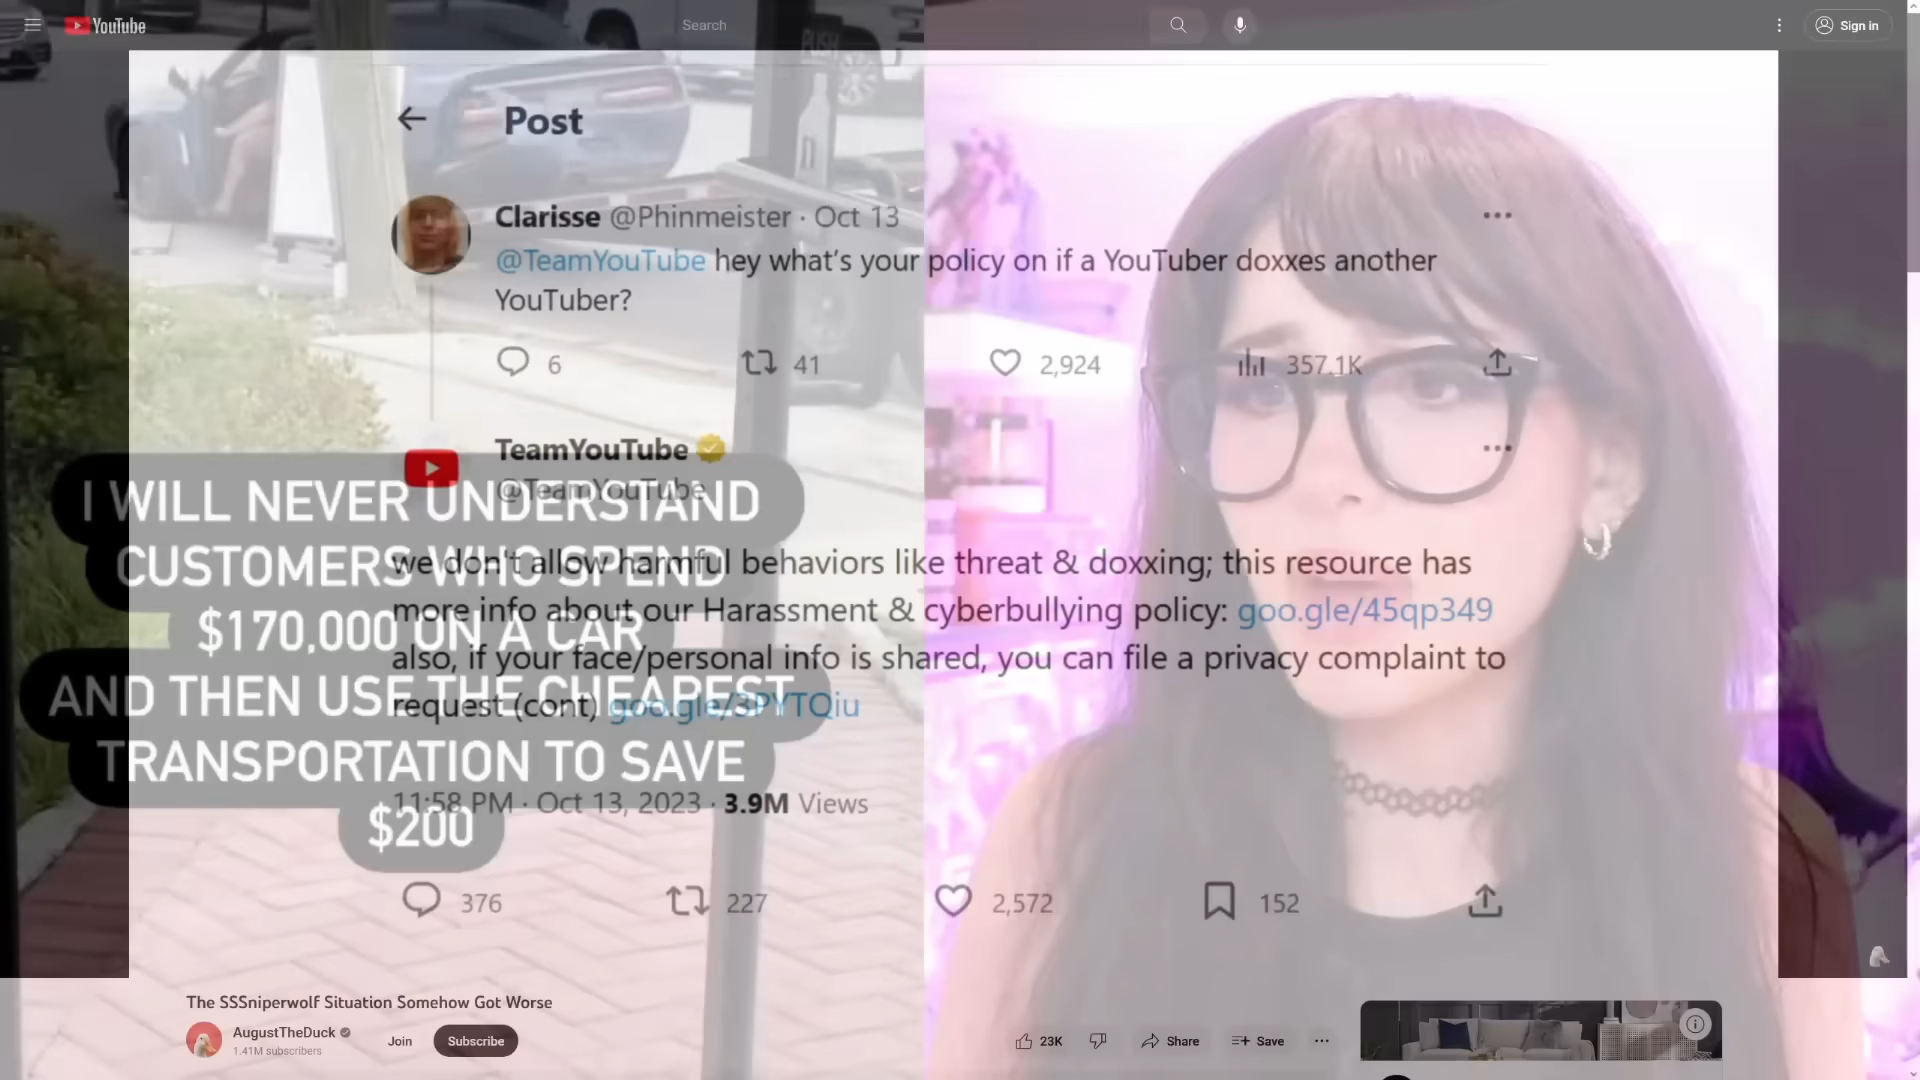 YouTube
Search
Sign in
PUSH
Post
Clarisse @Phinmeister · Oct 13
@TeamYouTube hey what's your policy on if a YouTuber doxxes another
YouTuber?
6 41 2,924 357.1K
TeamYouTube
@TeamYouTube
we don't allow harmful behaviors like threat & doxxing; this resource has
more info about our Harassment & cyberbullying policy: goo.gle/45qp349
also, if your face/personal info is shared, you can file a privacy complaint to
request (cont) goo.gle/3PYTQiu
11:58 PM · Oct 13, 2023 · 3.9M Views
376 227 2,572 152
I WILL NEVER UNDERSTAND
CUSTOMERS WHO SPEND
$170,000 ON A CAR
AND THEN USE THE CHEAPEST
TRANSPORTATION TO SAVE
$200
The SSSniperwolf Situation Somehow Got Worse
AugustTheDuck
1.41M subscribers
Join
Subscribe
23K
Share
Save